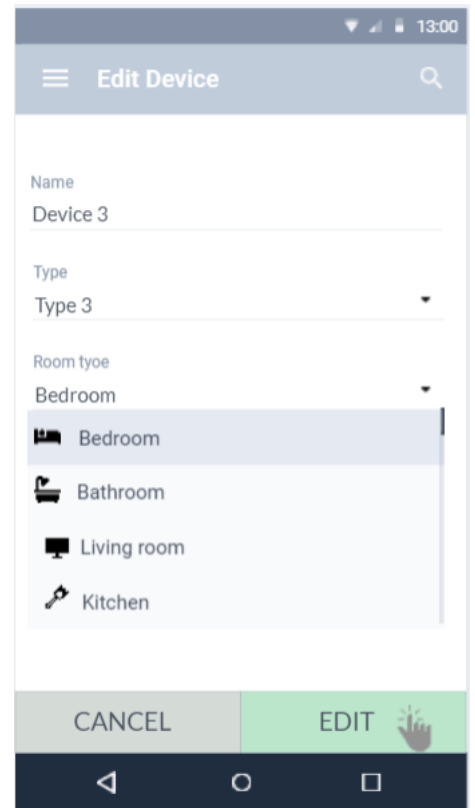 13:00
Edit Device
Name
Device 3
Type
Type 3
Room tyoe
Bedroom
Bedroom
Bathroom
Living room
Kitchen
CANCEL EDIT